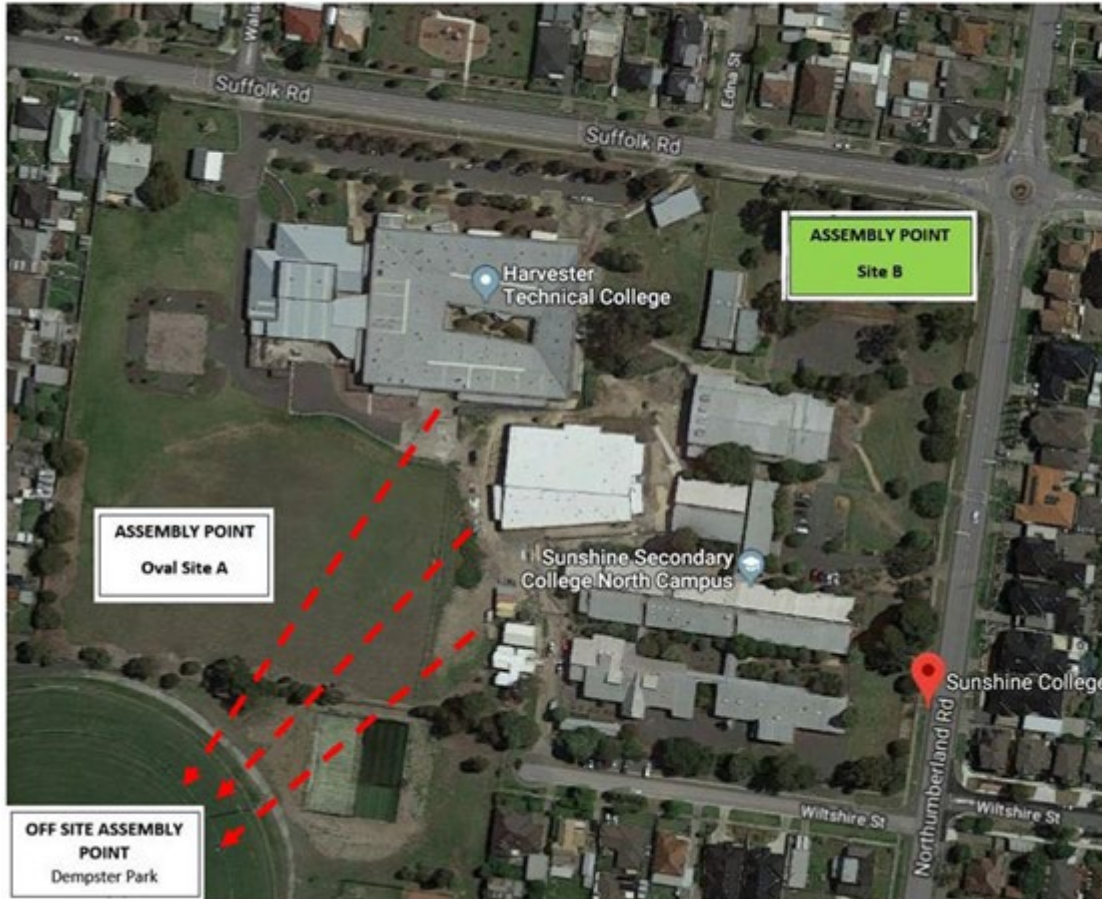 Wals
Suffolk Rd
Edna St
Suffolk Rd
ASSEMBLY POINT
Site B
Harvester
Technical College
ASSEMBLY POINT
Oval Site A
Sunshine Secondary
College North Campus
Sunshine College
Northumberland Rd
Wiltshire St
Wiltshire St
OFF SITE ASSEMBLY
POINT
Dempster Park